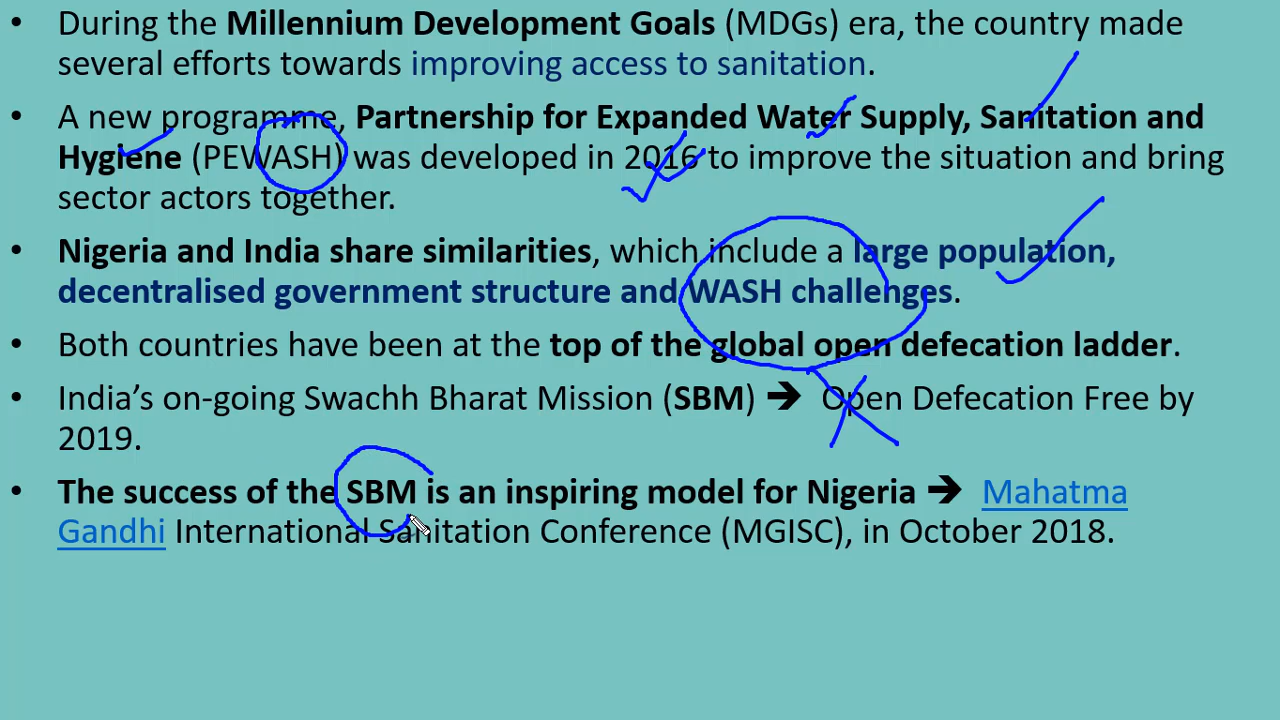 • During the Millennium Development Goals (MDGs) era, the country made
several efforts towards improving access to sanitation.
• A new programme, Partnership for Expanded Water Supply, Sanitation and
Hygiene (PEWASH) was developed in 2016 to improve the situation and bring
sector actors together.
• Nigeria and India share similarities, which include a large population,
decentralised government structure and WASH challenges.
• Both countries have been at the top of the global open defecation ladder.
• India’s on-going Swachh Bharat Mission (SBM) ➔ Open Defecation Free by
2019.
• The success of the SBM is an inspiring model for Nigeria ➔ Mahatma
Gandhi International Sanitation Conference (MGISC), in October 2018.